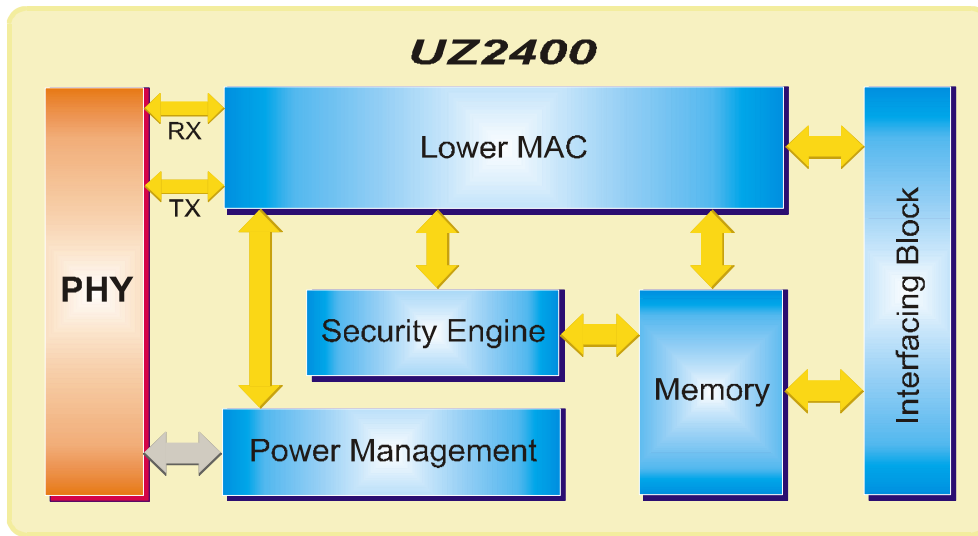 UZ2400
RX
Lower MAC
TX
PHY
Security Engine
Memory
Interfacing Block
Power Management